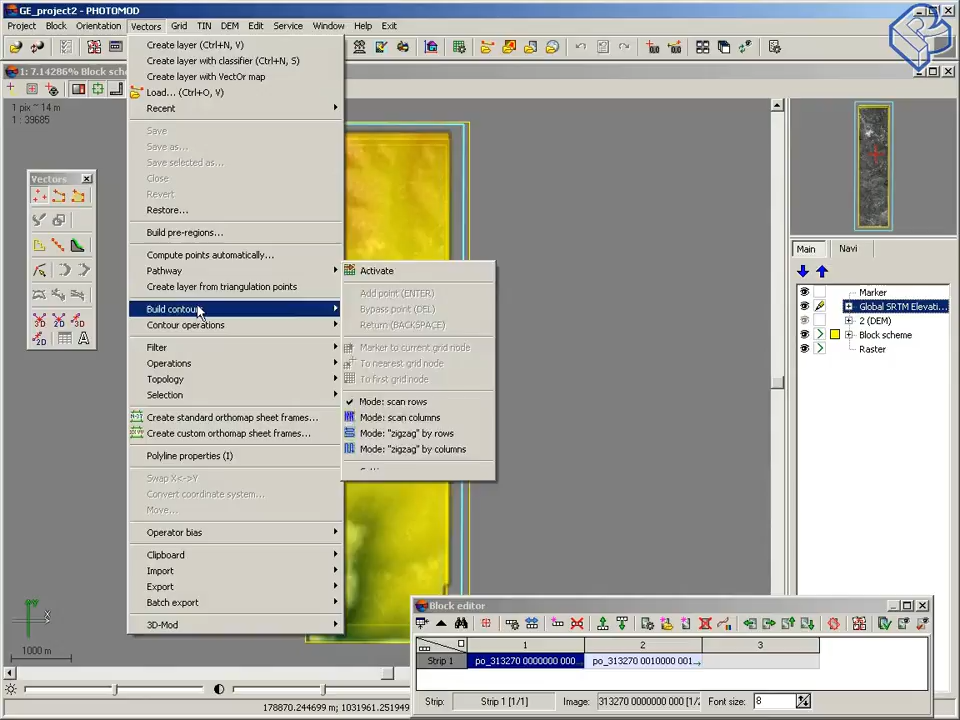 GE_project2 - PHOTOMOD
Project Block Orientation Vectors Grid TIN DEM Edit Service Window Help Exit
1: 7.14286% Block sche
1 pix ~ 14 m
1 : 39685
Vectors
Create layer (Ctrl+N, V)
Create layer with classifier (Ctrl+N, S)
Create layer with VectOr map
Load... (Ctrl+O, V)
Recent
Save
Save as...
Save selected as...
Close
Revert
Restore...
Build pre-regions...
Compute points automatically...
Pathway
Create layer from triangulation points
Build contours
Contour operations
Filter
Operations
Topology
Selection
Create standard orthomap sheet frames...
Create custom orthomap sheet frames...
Polyline properties (I)
Swap X<->Y
Convert coordinate system...
Move...
Operator bias
Clipboard
Import
Export
Batch export
3D-Mod
Activate
Add point (ENTER)
Bypass point (DEL)
Return (BACKSPACE)
Marker to current grid node
To nearest grid node
To first grid node
Mode: scan rows
Mode: scan columns
Mode: "zigzag" by rows
Mode: "zigzag" by columns
Main Navi
Marker
Global SRTM Elevati...
2 (DEM)
Block scheme
Raster
X
1000 m
Block editor
1 2 3
Strip 1 po_313270 0000000 000... po_313270 0010000 001...
Strip: Strip 1 [1/1] Image: 313270 0000000 000 [1/ Font size: 8
178870.244699 m; 1031961.251949